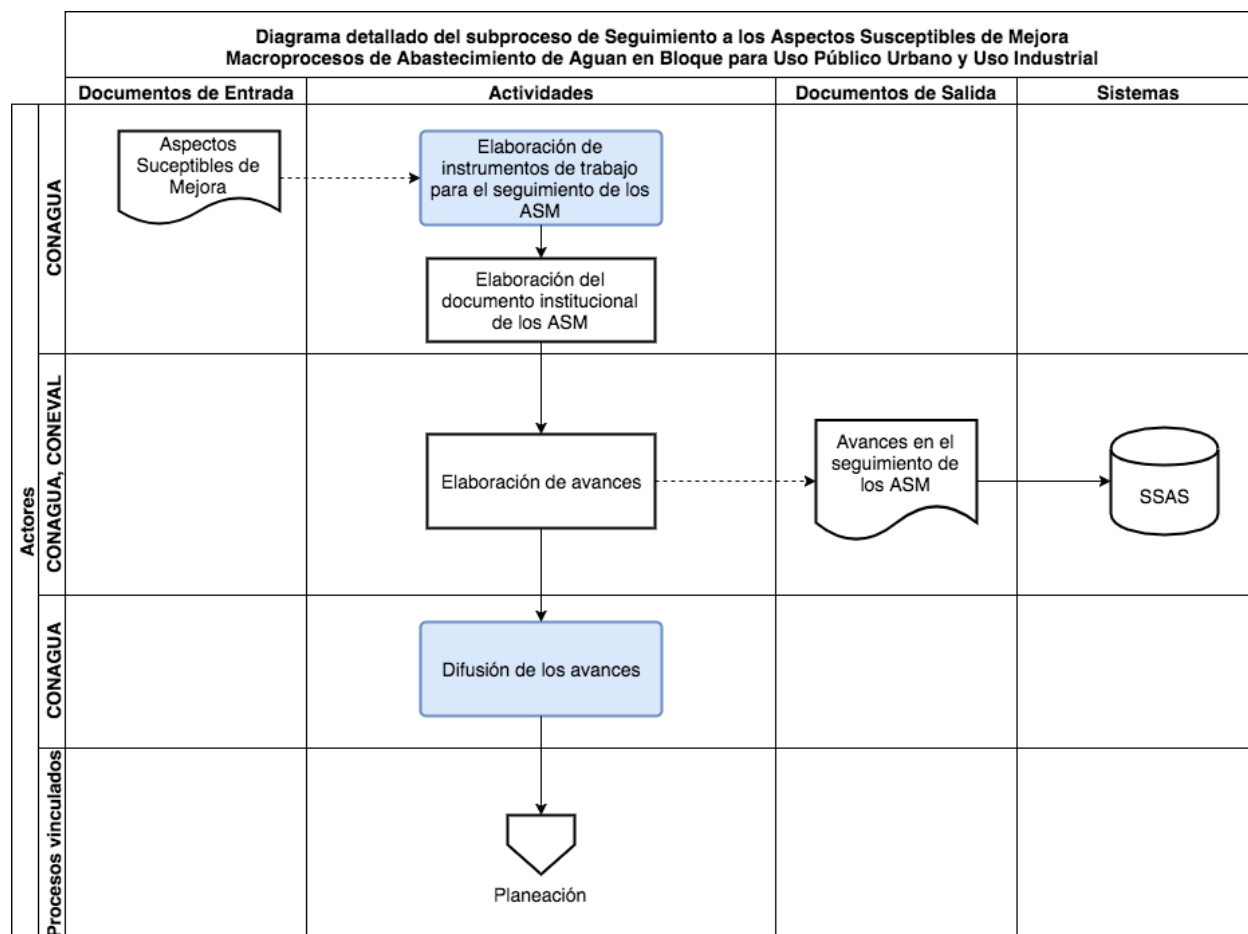 Diagrama detallado del subproceso de Seguimiento a los Aspectos Susceptibles de Mejora
Macroprocesos de Abastecimiento de Aguan en Bloque para Uso Público Urbano y Uso Industrial
Documentos de Entrada
Actividades
Documentos de Salida
Sistemas
Actores
CONAGUA
Aspectos
Suceptibles de
Mejora
Elaboración de
instrumentos de trabajo
para el seguimiento de los
ASM
Elaboración del
documento institucional
de los ASM
CONAGUA, CONEVAL
Elaboración de avances
Avances en el
seguimiento de
los ASM
SSAS
CONAGUA
Difusión de los avances
Procesos vinculados
Planeación